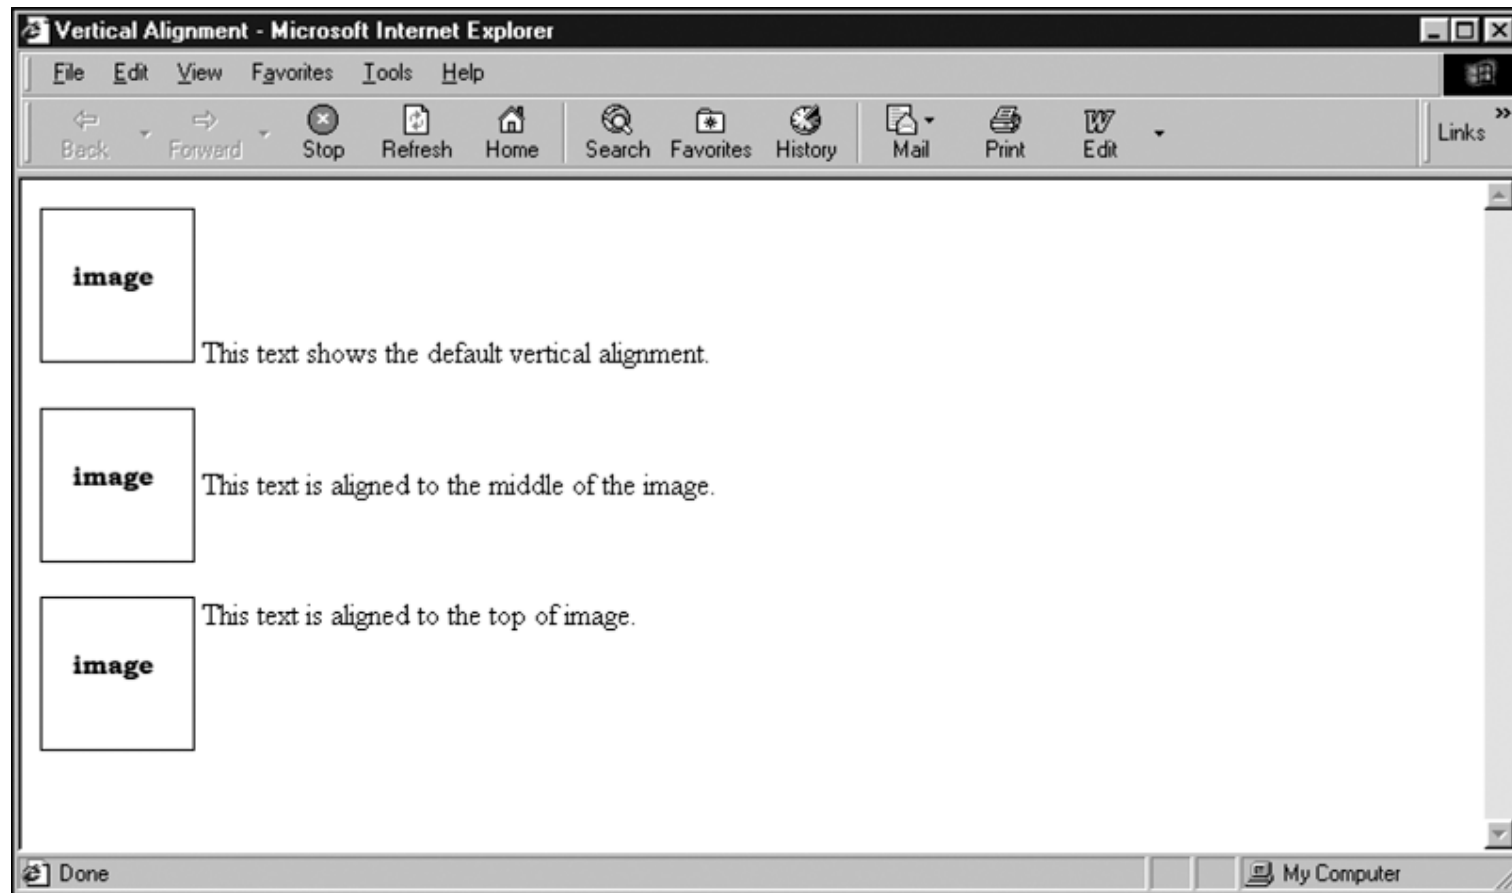 Vertical Alignment - Microsoft Internet Explorer
File Edit View Favorites Tools Help
Back Forward Stop Refresh Home Search Favorites History Mail Print Edit Links »
image
This text shows the default vertical alignment.
image
This text is aligned to the middle of the image.
This text is aligned to the top of image.
image
Done My Computer